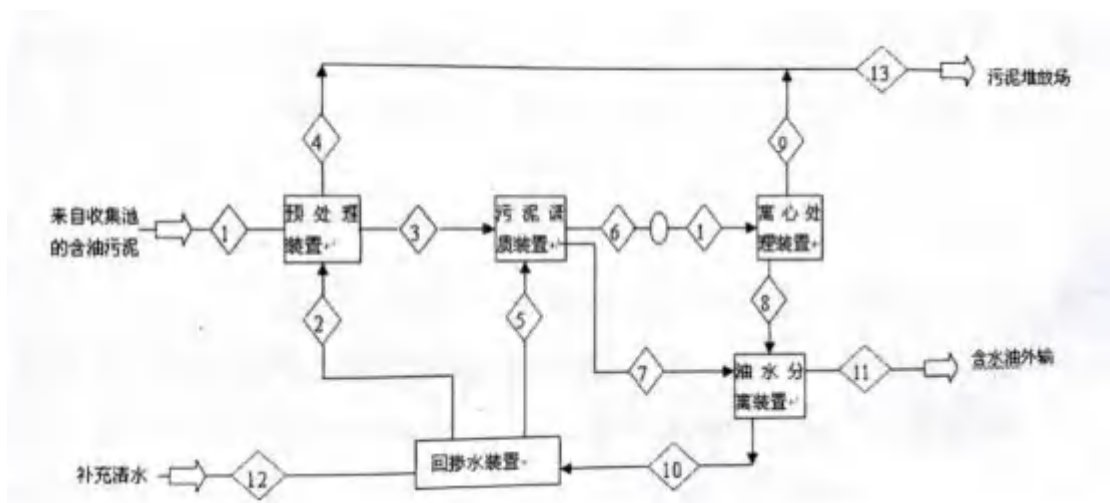 13
污泥堆放场
4
9
来自收集池
的含油污泥
1
预处理
装置
3
污泥调
质装置
6
1
离心处
理装置
2
5
8
7
油水分
离装置
11
含水油外输
补充清水
12
回掺水装置
10